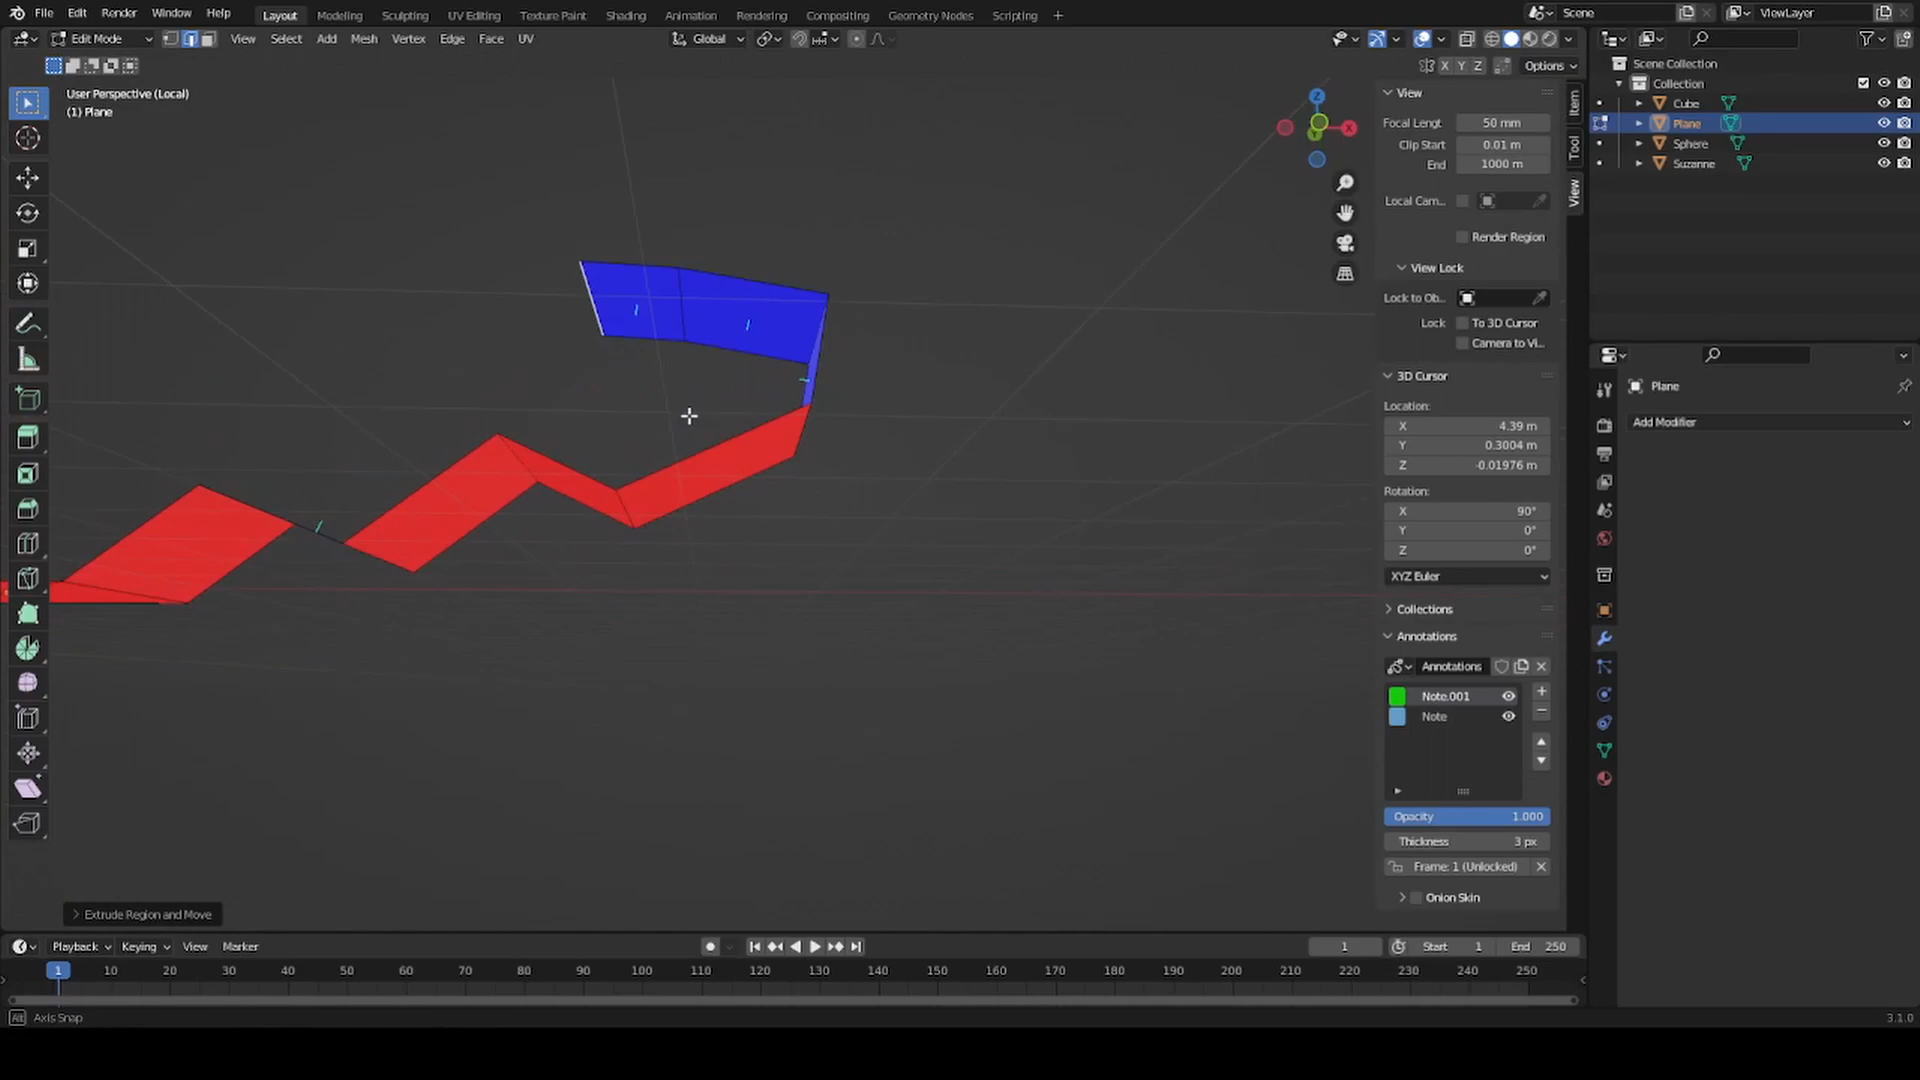 File Edit Render Window Help Layout Modeling Sculpting UV Editing Texture Paint Shading Animation Rendering Compositing Geometry Nodes Scripting + Scene ViewLayer
Edit Mode View Select Add Mesh Vertex Edge Face UV Global
X Y Z Options
User Perspective (Local)
(1) Plane
Z
X
Y
View
Focal Lengt 50 mm
Clip Start 0.01 m
End 1000 m
Local Cam...
Render Region
View Lock
Lock to Ob...
Lock To 3D Cursor
Camera to Vi...
3D Cursor
Location:
X 4.39 m
Y 0.3004 m
Z -0.01976 m
Rotation:
X 90°
Y 0°
Z 0°
XYZ Euler
Collections
Annotations
Annotations
Note.001
Note
Opacity 1.000
Thickness 3 px
Frame: 1 (Unlocked)
Onion Skin
Item
Tool
View
Scene Collection
Collection
Cube
Plane
Sphere
Suzanne
Plane
Add Modifier
Extrude Region and Move
Playback Keying View Marker 1 Start 1 End 250
1 10 20 30 40 50 60 70 80 90 100 110 120 130 140 150 160 170 180 190 200 210 220 230 240 250
Alt Axis Snap 3.1.0